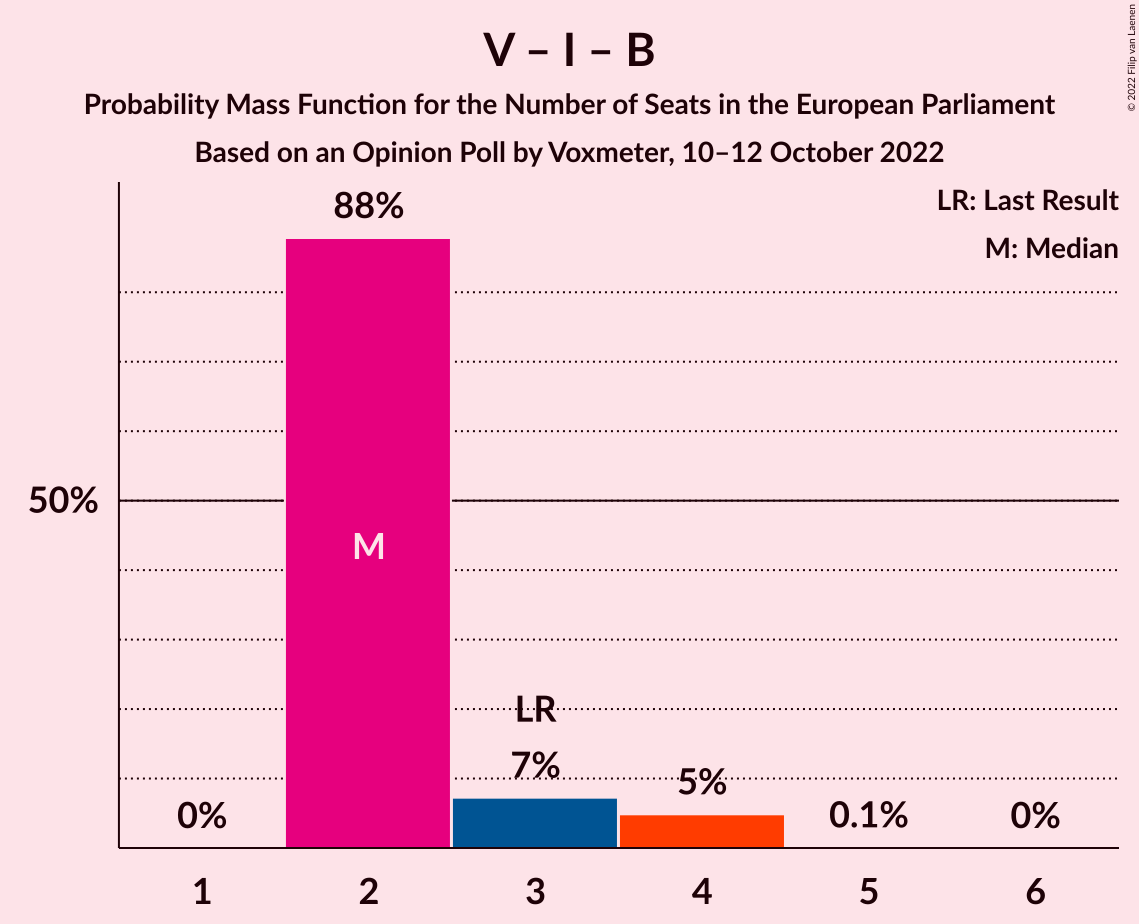 V – I – B
Probability Mass Function for the Number of Seats in the European Parliament
Based on an Opinion Poll by Voxmeter, 10–12 October 2022
© 2022 Filip van Laenen
LR: Last Result
M: Median
88%
50%
M
LR
7%
5%
0%
0.1%
0%
1 2 3 4 5 6